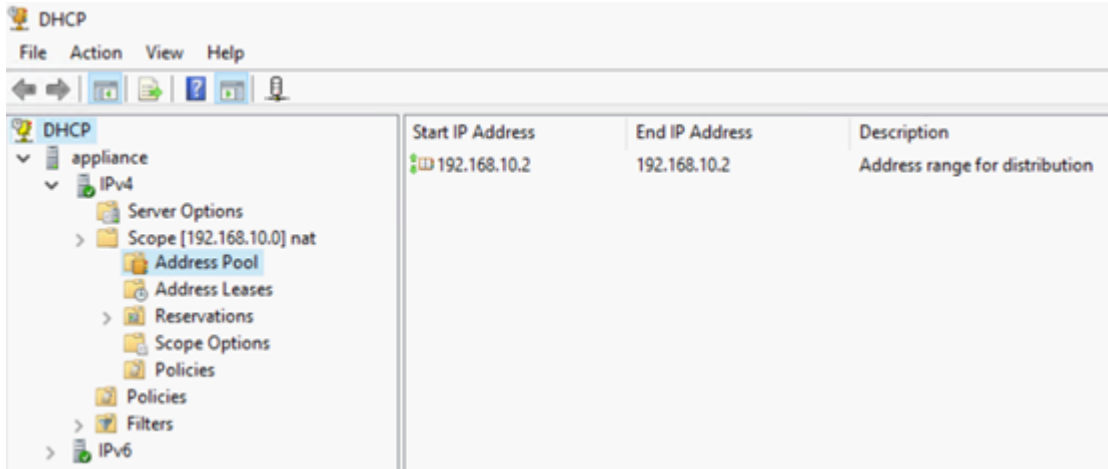 DHCP
File Action View Help
DHCP
appliance
IPv4
Server Options
Scope [192.168.10.0] nat
Address Pool
Address Leases
Reservations
Scope Options
Policies
Policies
Filters
IPv6
Start IP Address End IP Address Description
192.168.10.2 192.168.10.2 Address range for distribution